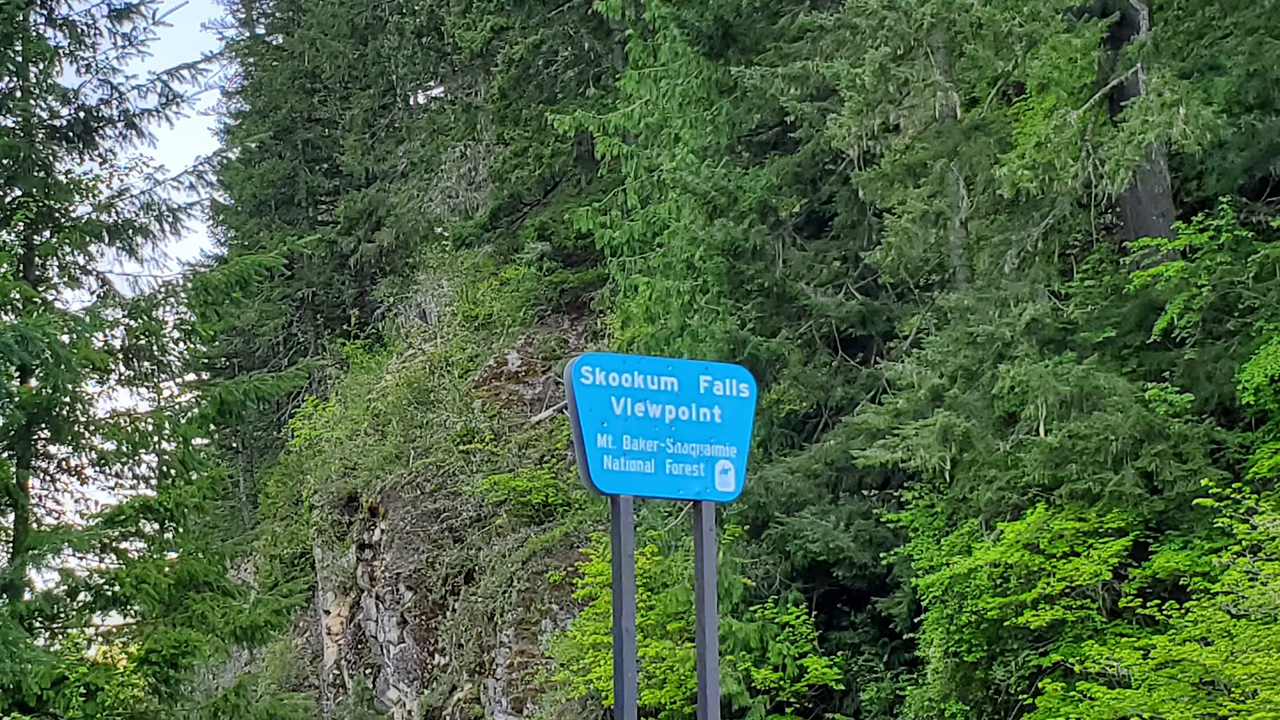 Skookum Falls
Viewpoint
Mt. Baker-Snoqualmie
National Forest